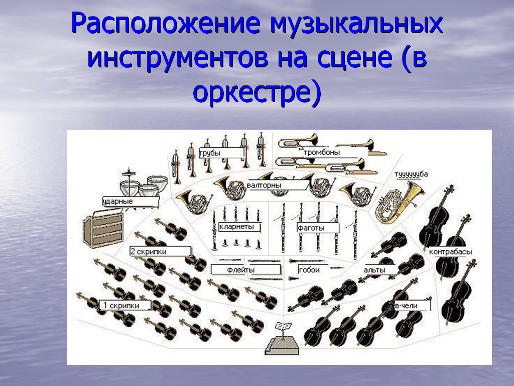 Расположение музыкальных
инструментов на сцене (в
оркестре)
трубы
тромбоны
валторны
туууууба
ударные
кларнеты
фаготы
2 скрипки
флейты
гобои
альты
контрабасы
1 скрипки
в-чели